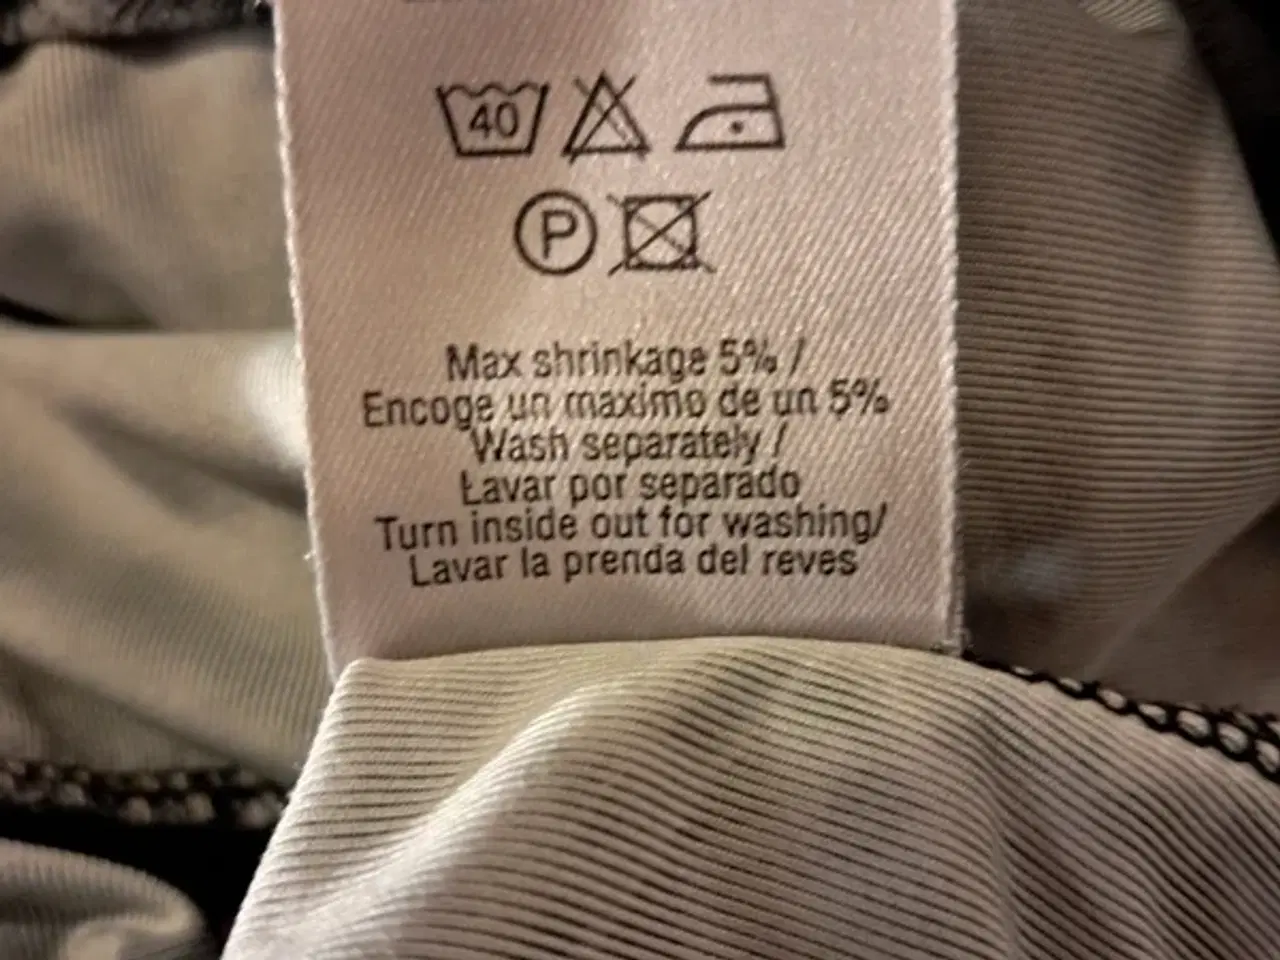 40
P
Max shrinkage 5% /
Encoge un maximo de un 5%
Wash separately /
Lavar por separado
Turn inside out for washing/
Lavar la prenda del reves